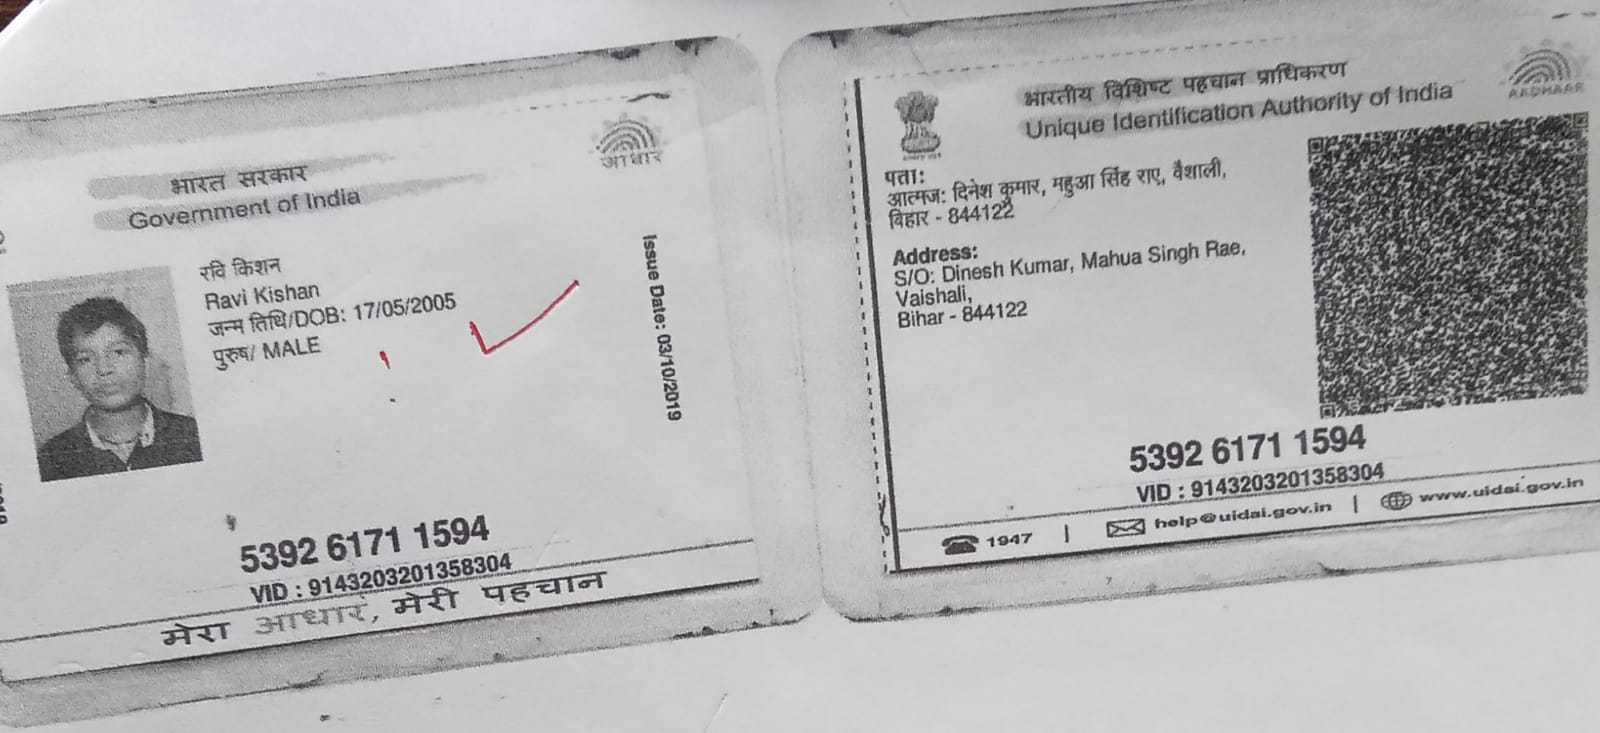 भारत सरकार
Government of India
आधार
रवि किशन
Ravi Kishan
जन्म तिथि/DOB: 17/05/2005
पुरुष/ MALE
Issue Date: 03/10/2019
5392 6171 1594
VID : 9143203201358304
मेरा आधार, मेरी पहचान
भारतीय विशिष्ट पहचान प्राधिकरण
Unique Identification Authority of India
AADHAAR
पता:
आत्मज: दिनेश कुमार, महुआ सिंह राए, वैशाली,
बिहार - 844122
Address:
S/O: Dinesh Kumar, Mahua Singh Rae,
Vaishali,
Bihar - 844122
5392 6171 1594
VID : 9143203201358304
1947 | help@uidai.gov.in | www.uidai.gov.in